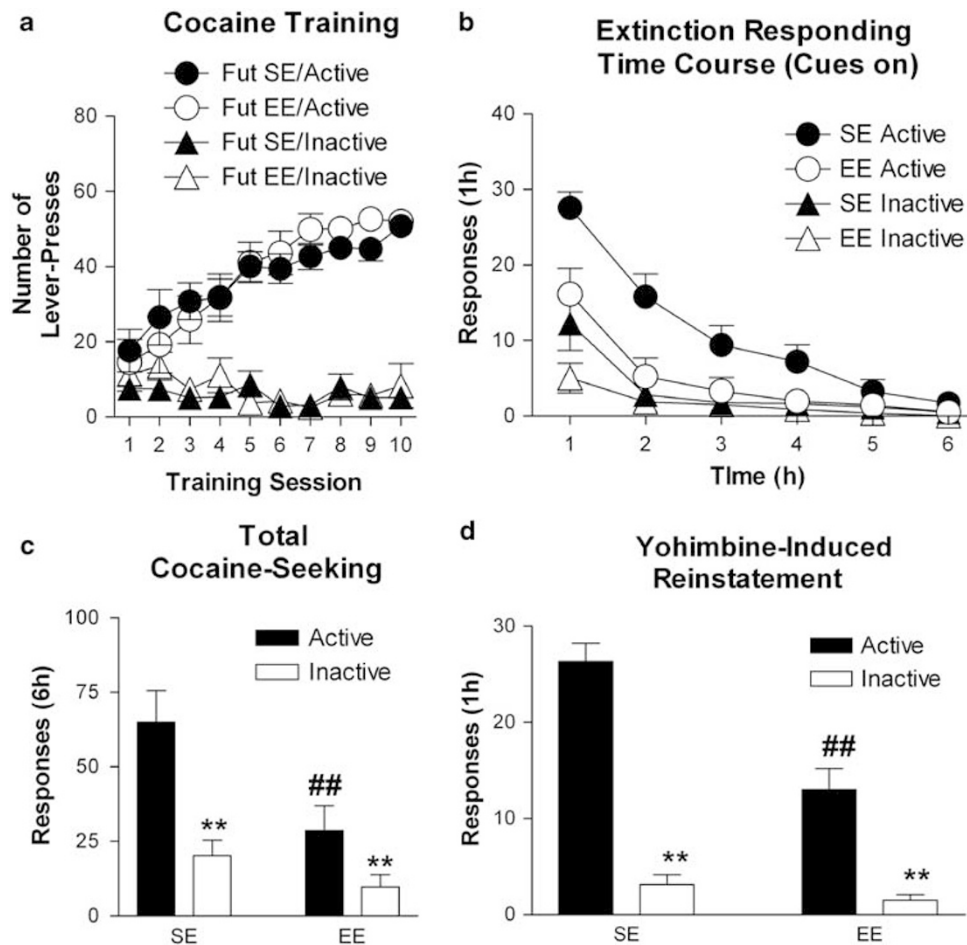 a
Cocaine Training
Fut SE/Active
Fut EE/Active
Fut SE/Inactive
Fut EE/Inactive
Number of
Lever-Presses
80
60
40
20
0
1 2 3 4 5 6 7 8 9 10
Training Session
b
Extinction Responding
Time Course (Cues on)
SE Active
EE Active
SE Inactive
EE Inactive
Responses (1h)
40
30
20
10
0
1 2 3 4 5 6
TIme (h)
c
Total
Cocaine-Seeking
Active
Inactive
Responses (6h)
100
75
50
25
0
**
##
**
SE EE
d
Yohimbine-Induced
Reinstatement
Active
Inactive
Responses (1h)
30
20
10
0
**
##
**
SE EE